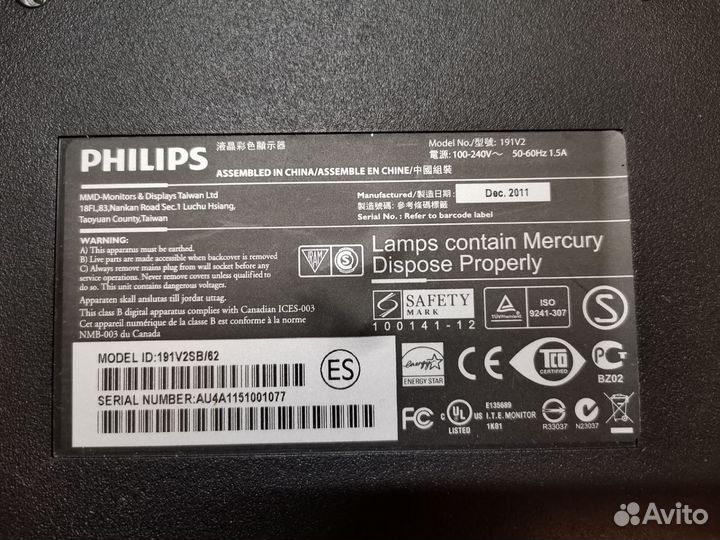 PHILIPS
液晶彩色顯示器
Model No./型號: 191V2
電源:100-240V~ 50-60Hz 1.5A
ASSEMBLED IN CHINA/ASSEMBLE EN CHINE/中國組裝
MMD-Monitors & Displays Taiwan Ltd
18FL,83,Nankan Road Sec.1 Luchu Hsiang,
Taoyuan County,Taiwan
Manufactured/製造日期: Dec. 2011
製造號碼: 參考條碼標籤
Serial No.: Refer to barcode label
WARNING:
A) This apparatus must be earthed.
B) Live parts are made accessible when backcover is removed
C) Always remove mains plug from wall socket before any
service operations. Never remove covers unless qualified to
do so. This unit contains dangerous voltages.
Apparaten skall anslutas till jordat uttag.
This class B digital apparatus complies with Canadian ICES-003
Cet appareil numérique de la classe B est conforme à la norme
NMB-003 du Canada
Lamps contain Mercury
Dispose Properly
S SAFETY
MARK
100141-12
TÜVRheinland
ISO
9241-307
S
MODEL ID:191V2SB/62
SERIAL NUMBER:AU4A1151001077
ES
energy
ENERGY STAR
CE
TCO
CERTIFIED
PG
BZ02
FC
C UL US
LISTED
E135689
I.T.E. MONITOR
1K81
R33037
N23037
Avito